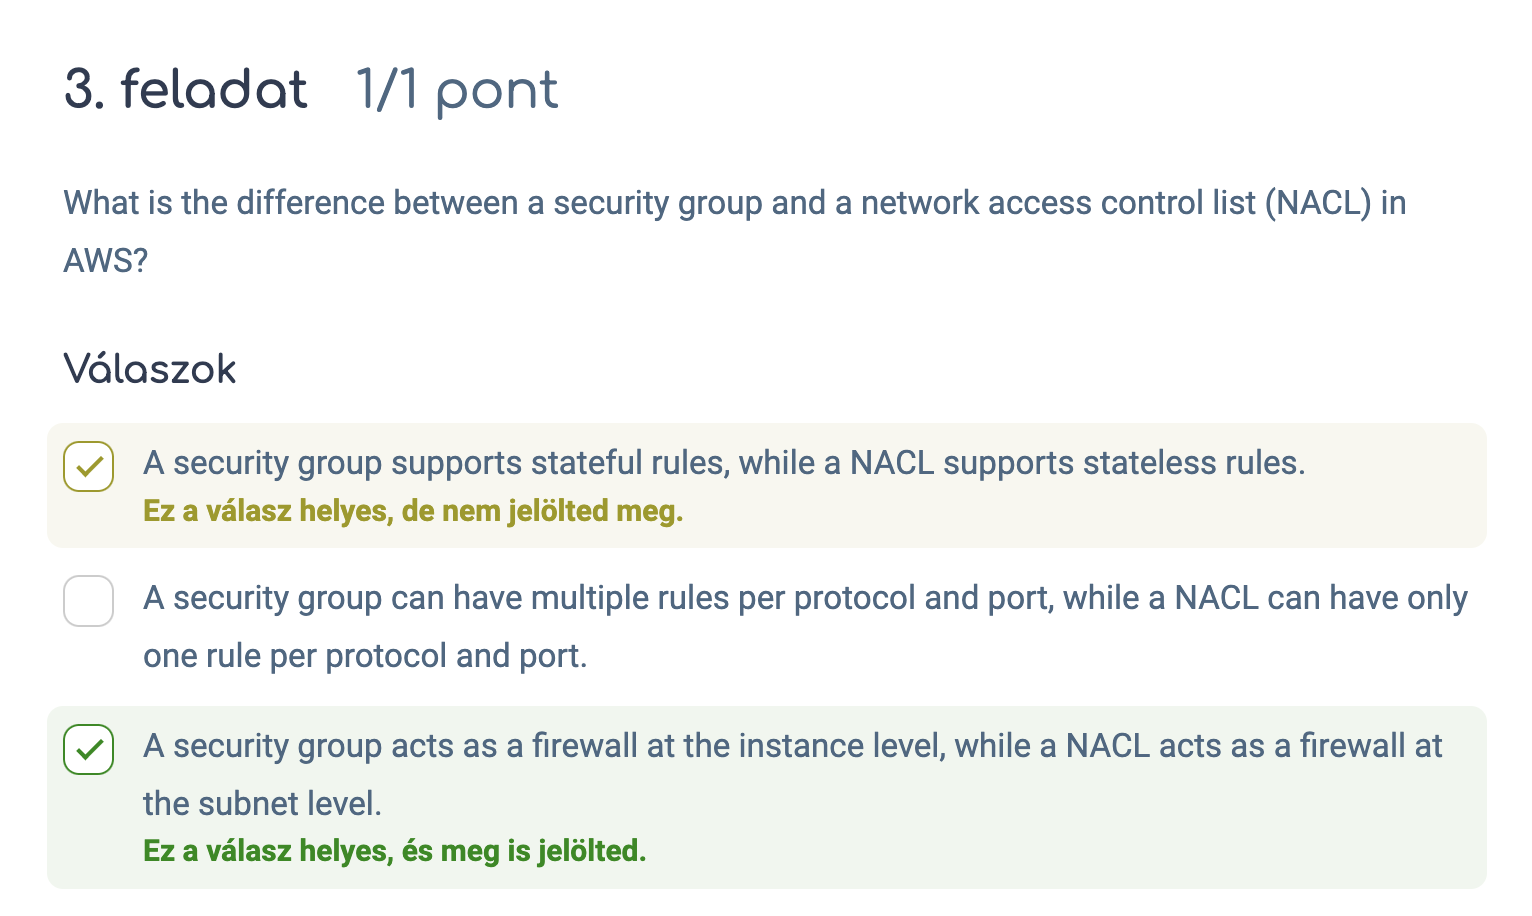 3. feladat 1/1 pont
What is the difference between a security group and a network access control list (NACL) in
AWS?
Válaszok
A security group supports stateful rules, while a NACL supports stateless rules.
Ez a válasz helyes, de nem jelölted meg.
A security group can have multiple rules per protocol and port, while a NACL can have only
one rule per protocol and port.
A security group acts as a firewall at the instance level, while a NACL acts as a firewall at
the subnet level.
Ez a válasz helyes, és meg is jelölted.